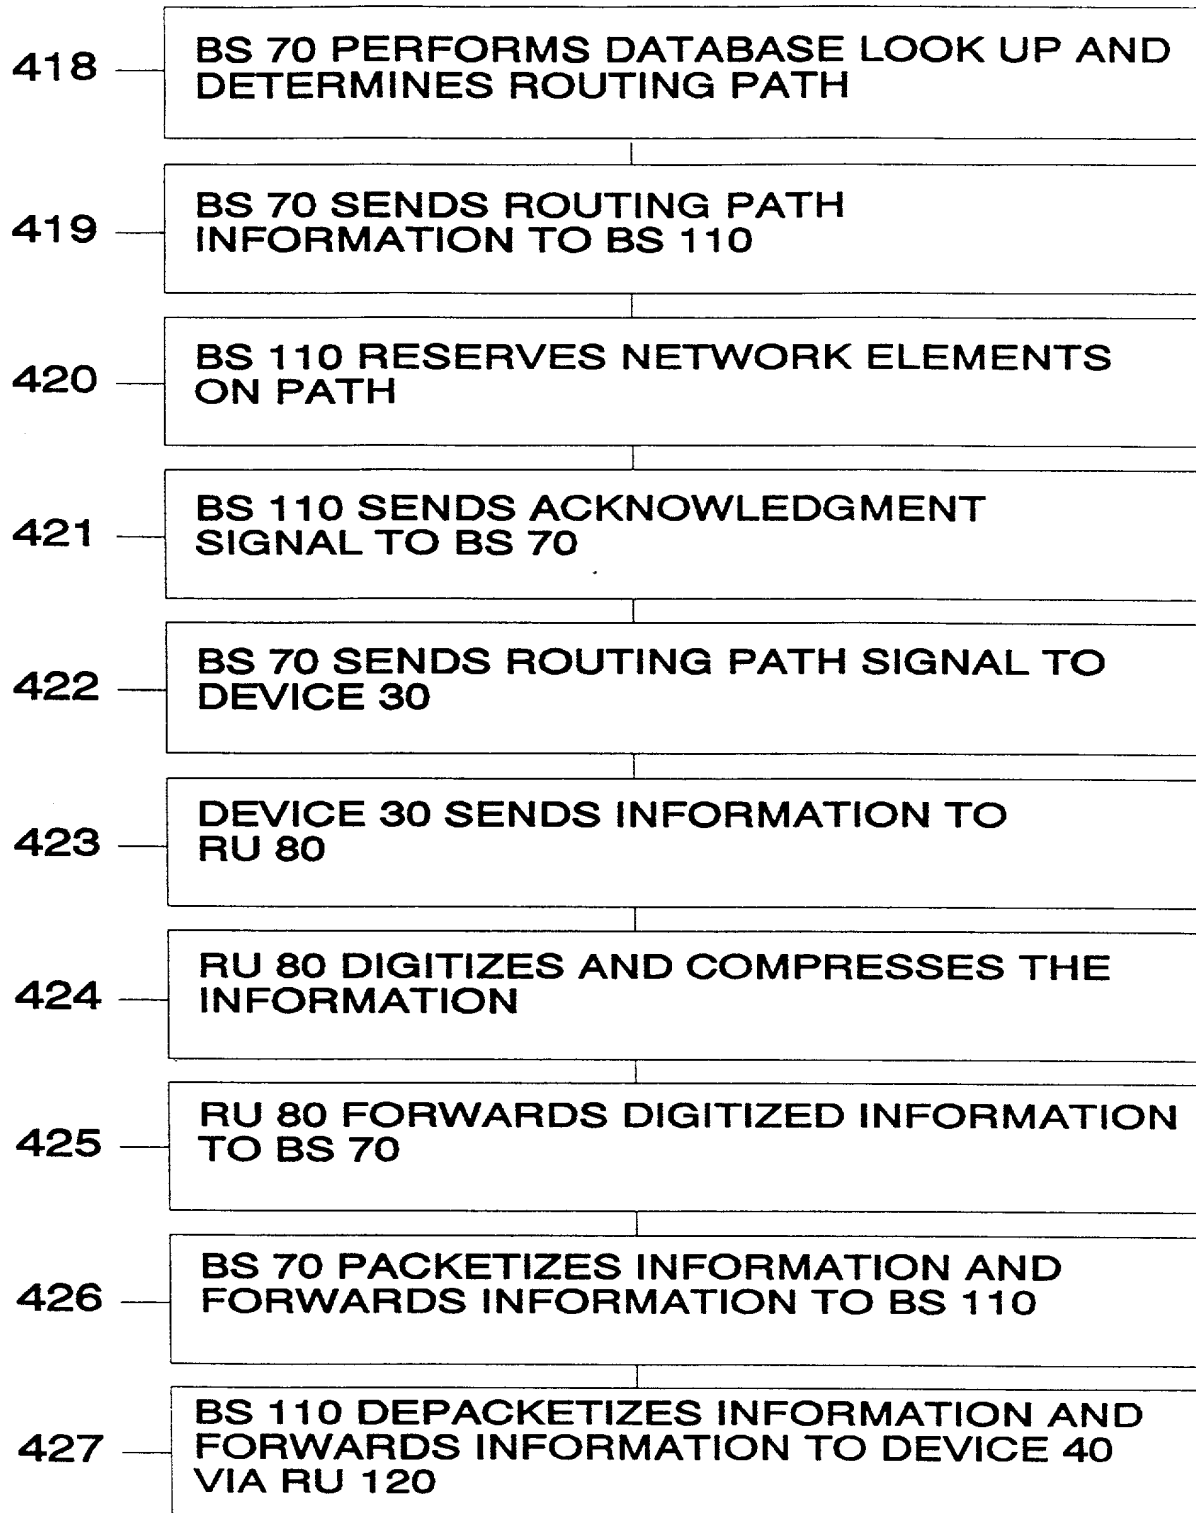 418
BS 70 PERFORMS DATABASE LOOK UP AND
DETERMINES ROUTING PATH
419
BS 70 SENDS ROUTING PATH
INFORMATION TO BS 110
420
BS 110 RESERVES NETWORK ELEMENTS
ON PATH
421
BS 110 SENDS ACKNOWLEDGMENT
SIGNAL TO BS 70
422
BS 70 SENDS ROUTING PATH SIGNAL TO
DEVICE 30
423
DEVICE 30 SENDS INFORMATION TO
RU 80
424
RU 80 DIGITIZES AND COMPRESSES THE
INFORMATION
425
RU 80 FORWARDS DIGITIZED INFORMATION
TO BS 70
426
BS 70 PACKETIZES INFORMATION AND
FORWARDS INFORMATION TO BS 110
427
BS 110 DEPACKETIZES INFORMATION AND
FORWARDS INFORMATION TO DEVICE 40
VIA RU 120